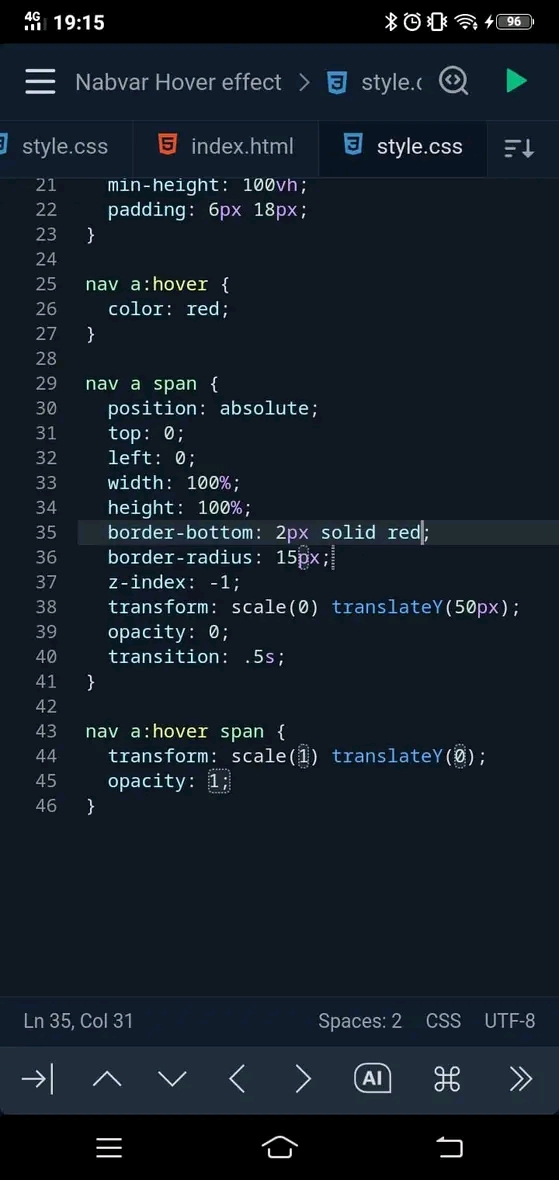 4G 19:15 96
Nabvar Hover effect > style.c
style.css index.html style.css
21 min-height: 100vh;
22 padding: 6px 18px;
23 }
24
25 nav a:hover {
26 color: red;
27 }
28
29 nav a span {
30 position: absolute;
31 top: 0;
32 left: 0;
33 width: 100%;
34 height: 100%;
35 border-bottom: 2px solid red;
36 border-radius: 15px;
37 z-index: -1;
38 transform: scale(0) translateY(50px);
39 opacity: 0;
40 transition: .5s;
41 }
42
43 nav a:hover span {
44 transform: scale(1) translateY(0);
45 opacity: 1;
46 }
Ln 35, Col 31 Spaces: 2 CSS UTF-8
AI